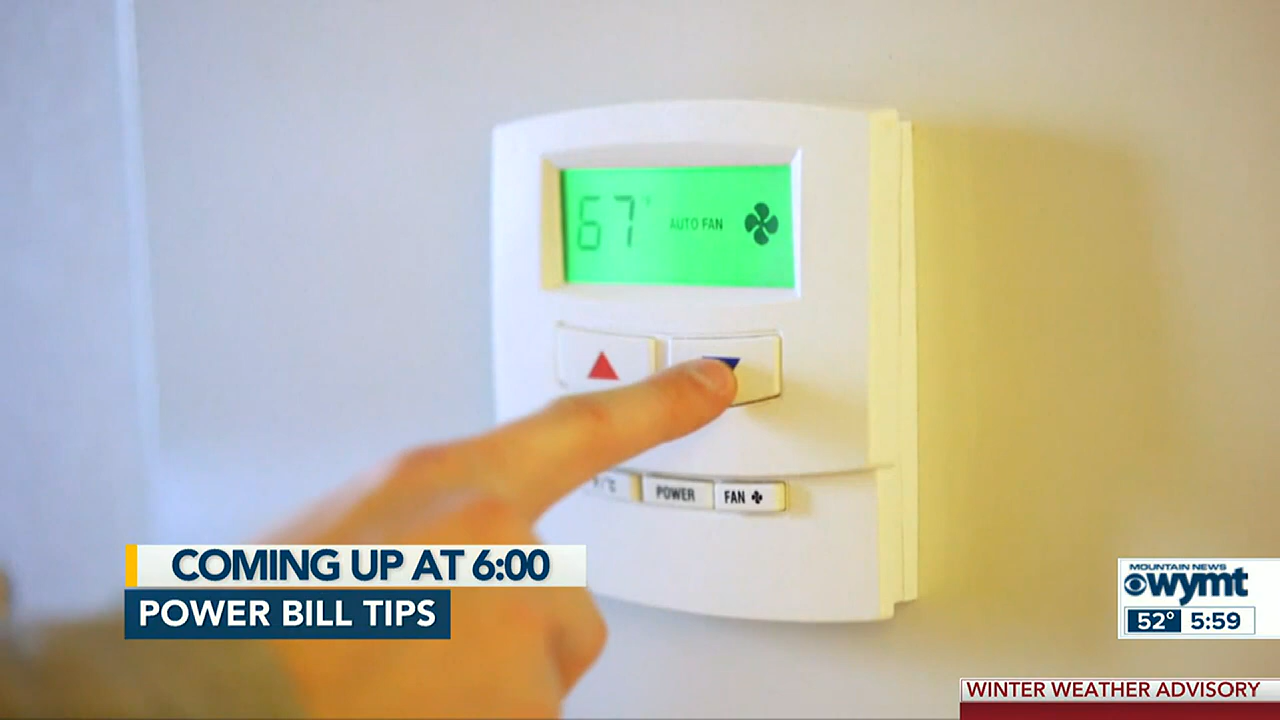 67°
AUTO FAN
°F/°C
POWER
FAN
COMING UP AT 6:00
POWER BILL TIPS
MOUNTAIN NEWS
wymt
52° 5:59
WINTER WEATHER ADVISORY